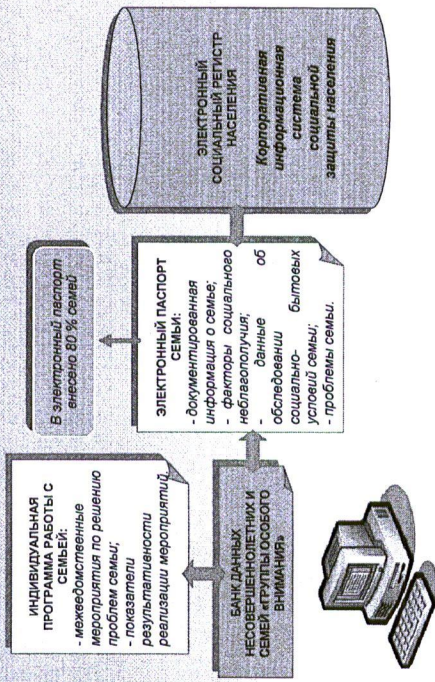 ИНДИВИДУАЛЬНАЯ
ПРОГРАММА РАБОТЫ С
СЕМЬЕЙ:
- межведомственные
мероприятия по решению
проблем семьи;
- показатели
результативности
реализации мероприятий.
В электронный паспорт
внесено 80 % семей
БАНК ДАННЫХ
НЕСОВЕРШЕННОЛЕТНИХ И
СЕМЕЙ «ГРУППЫ ОСОБОГО
ВНИМАНИЯ»
ЭЛЕКТРОННЫЙ ПАСПОРТ
СЕМЬИ:
- документированная
информация о семье;
- факторы социального
неблагополучия;
- данные об
обследовании
социально- бытовых
условий семьи;
- проблемы семьи.
ЭЛЕКТРОННЫЙ
СОЦИАЛЬНЫЙ РЕГИСТР
НАСЕЛЕНИЯ
Корпоративная
информационная
система
социальной
защиты населения